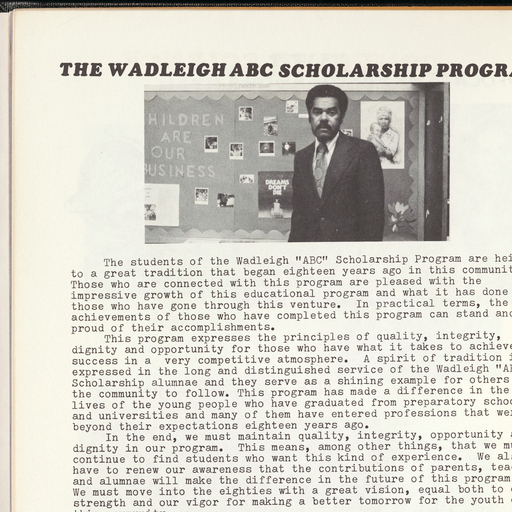 THE WADLEIGH ABC SCHOLARSHIP PROGRA
CHILDREN
ARE
OUR
BUSINESS
DREAMS
DON'T
DIE
The students of the Wadleigh "ABC" Scholarship Program are hei
to a great tradition that began eighteen years ago in this communit
Those who are connected with this program are pleased with the
impressive growth of this educational program and what it has done
those who have gone through this venture. In practical terms, the
achievements of those who have completed this program can stand and
proud of their accomplishments.
This program expresses the principles of quality, integrity,
dignity and opportunity for those who have what it takes to achieve
success in a very competitive atmosphere. A spirit of tradition i
expressed in the long and distinguished service of the Wadleigh "AB
Scholarship alumnae and they serve as a shining example for others
the community to follow. This program has made a difference in the
lives of the young people who have graduated from preparatory schoo
and universities and many of them have entered professions that wer
beyond their expectations eighteen years ago.
In the end, we must maintain quality, integrity, opportunity a
dignity in our program. This means, among other things, that we mu
continue to find students who want this kind of experience. We als
have to renew our awareness that the contributions of parents, teac
and alumnae will make the difference in the future of this program
We must move into the eighties with a great vision, equal both to o
strength and our vigor for making a better tomorrow for the youth o